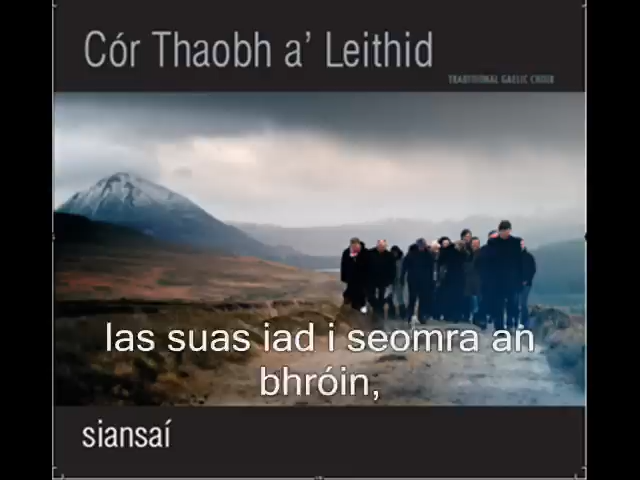 Cór Thaobh a' Leithid
TRADITIONAL GAELIC CHOIR
las suas iad i seomra an
bhróin,
siansaí